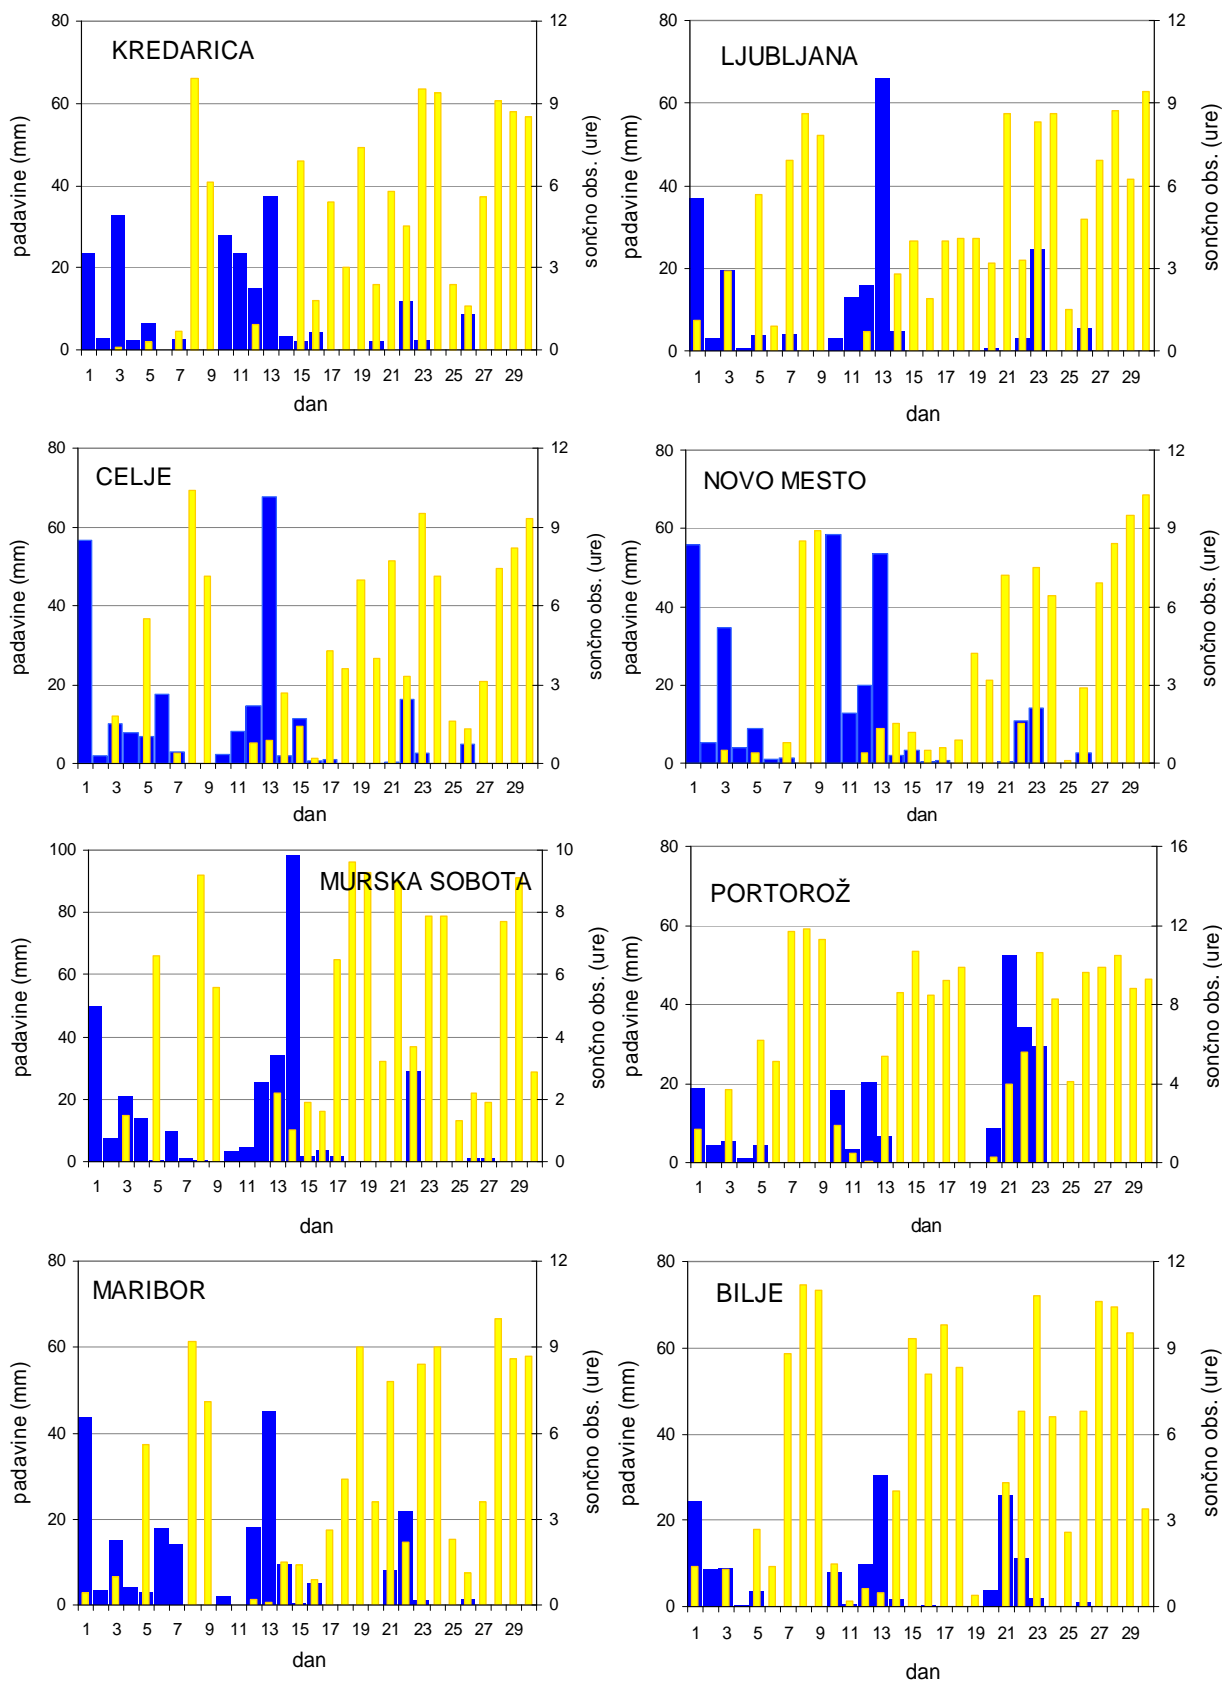 KREDARICA
padavine (mm)
80
60
40
20
0
12
9
6
3
0
sončno obs. (ure)
1 3 5 7 9 11 13 15 17 19 21 23 25 27 29
dan
LJUBLJANA
padavine (mm)
80
60
40
20
0
12
9
6
3
0
sončno obs. (ure)
1 3 5 7 9 11 13 15 17 19 21 23 25 27 29
dan
CELJE
padavine (mm)
80
60
40
20
0
12
9
6
3
0
sončno obs. (ure)
1 3 5 7 9 11 13 15 17 19 21 23 25 27 29
dan
NOVO MESTO
padavine (mm)
80
60
40
20
0
12
9
6
3
0
sončno obs. (ure)
1 3 5 7 9 11 13 15 17 19 21 23 25 27 29
dan
MURSKA SOBOTA
padavine (mm)
100
80
60
40
20
0
10
8
6
4
2
0
sončno obs. (ure)
1 3 5 7 9 11 13 15 17 19 21 23 25 27 29
dan
PORTOROŽ
padavine (mm)
80
60
40
20
0
16
12
8
4
0
sončno obs. (ure)
1 3 5 7 9 11 13 15 17 19 21 23 25 27 29
dan
MARIBOR
padavine (mm)
80
60
40
20
0
12
9
6
3
0
sončno obs. (ure)
1 3 5 7 9 11 13 15 17 19 21 23 25 27 29
dan
BILJE
padavine (mm)
80
60
40
20
0
12
9
6
3
0
sončno obs. (ure)
1 3 5 7 9 11 13 15 17 19 21 23 25 27 29
dan